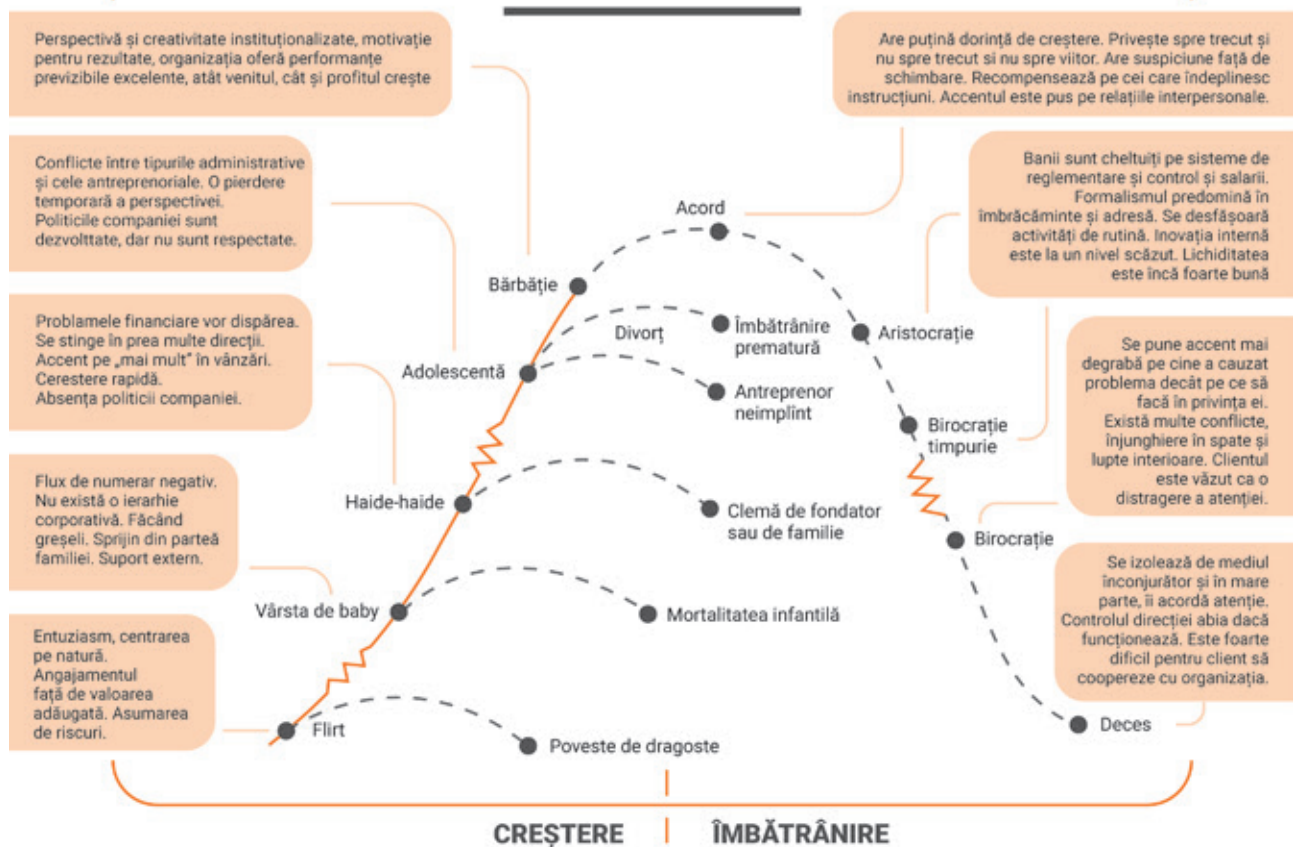 Perspectivă și creativitate instituționalizate, motivație
pentru rezultate, organizația oferă performanțe
previzibile excelente, atât venitul, cât și profitul crește
Are puțină dorință de creștere. Privește spre trecut și
nu spre trecut si nu spre viitor. Are suspiciune față de
schimbare. Recompensează pe cei care îndeplinesc
instrucțiuni. Accentul este pus pe relațiile interpersonale.
Conflicte între tipurile administrative
și cele antreprenoriale. O pierdere
temporară a perspectivei.
Politicile companiei sunt
dezvolttate, dar nu sunt respectate.
Banii sunt cheltuiți pe sisteme de
reglementare și control și salarii.
Formalismul predomină în
îmbrăcăminte și adresă. Se desfășoară
activități de rutină. Inovația internă
este la un nivel scăzut. Lichiditatea
este încă foarte bună
Acord
Bărbăție
Divorț
Îmbătrânire
prematură
Aristocrație
Problamele financiare vor dispărea.
Se stinge în prea multe direcții.
Accent pe „mai mult" în vânzări.
Cerestere rapidă.
Absența politicii companiei.
Adolescentă
Antreprenor
neimplînt
Se pune accent mai
degrabă pe cine a cauzat
problema decât pe ce să
facă în privința ei.
Există multe conflicte,
înjunghiere în spate și
lupte interioare. Clientul
este văzut ca o
distragere a atenției.
Birocrație
timpurie
Flux de numerar negativ.
Nu există o ierarhie
corporativă. Făcând
greșeli. Sprijin din parteă
familiei. Suport extern.
Haide-haide
Clemă de fondator
sau de familie
Birocrație
Se izolează de mediul
înconjurător și în mare
parte, îi acordă atenție.
Controlul direcției abia dacă
funcționează. Este foarte
dificil pentru client să
coopereze cu organizația.
Vârsta de baby
Mortalitatea infantilă
Entuziasm, centrarea
pe natură.
Angajamentul
față de valoarea
adăugată. Asumarea
de riscuri.
Flirt
Poveste de dragoste
Deces
CREȘTERE | ÎMBĂTRÂNIRE